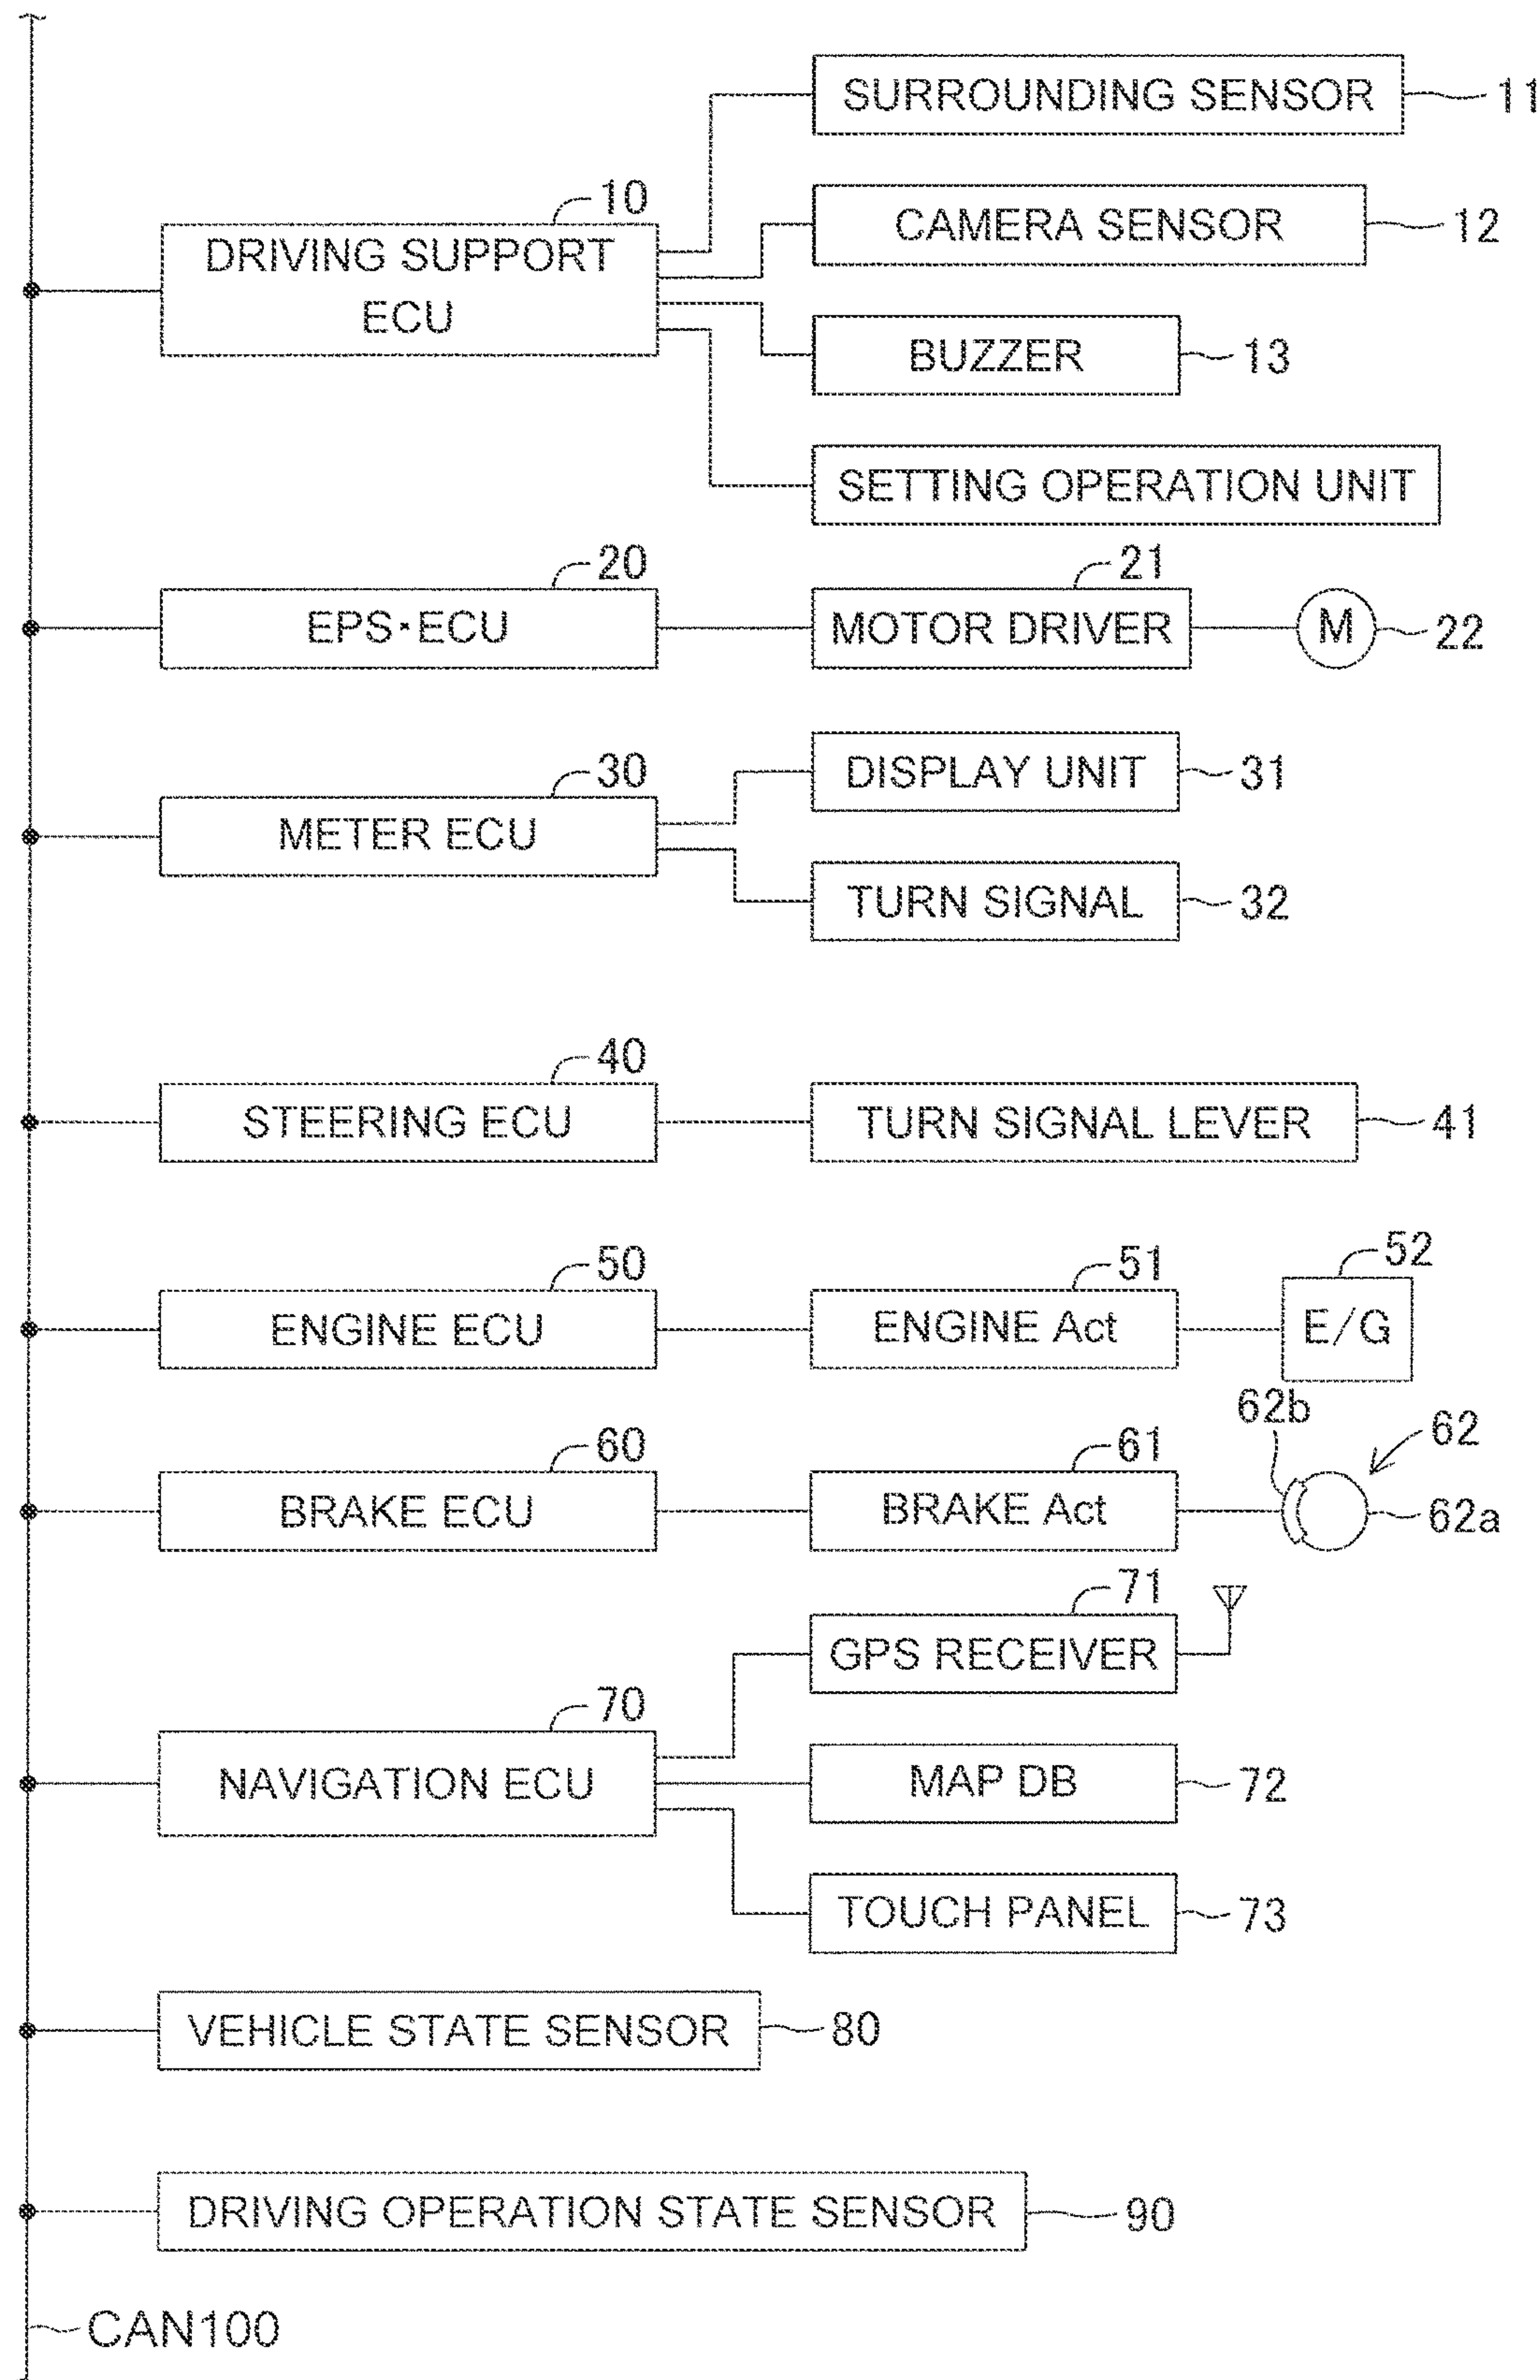 SURROUNDING SENSOR 11
10
DRIVING SUPPORT
ECU
CAMERA SENSOR 12
BUZZER 13
SETTING OPERATION UNIT
20
EPS・ECU
21
MOTOR DRIVER
M 22
30
METER ECU
DISPLAY UNIT 31
TURN SIGNAL 32
40
STEERING ECU
TURN SIGNAL LEVER 41
50
ENGINE ECU
51
ENGINE Act
52
E/G
60
BRAKE ECU
61
BRAKE Act
62b
62
62a
70
NAVIGATION ECU
71
GPS RECEIVER
MAP DB 72
TOUCH PANEL 73
VEHICLE STATE SENSOR 80
DRIVING OPERATION STATE SENSOR 90
CAN100